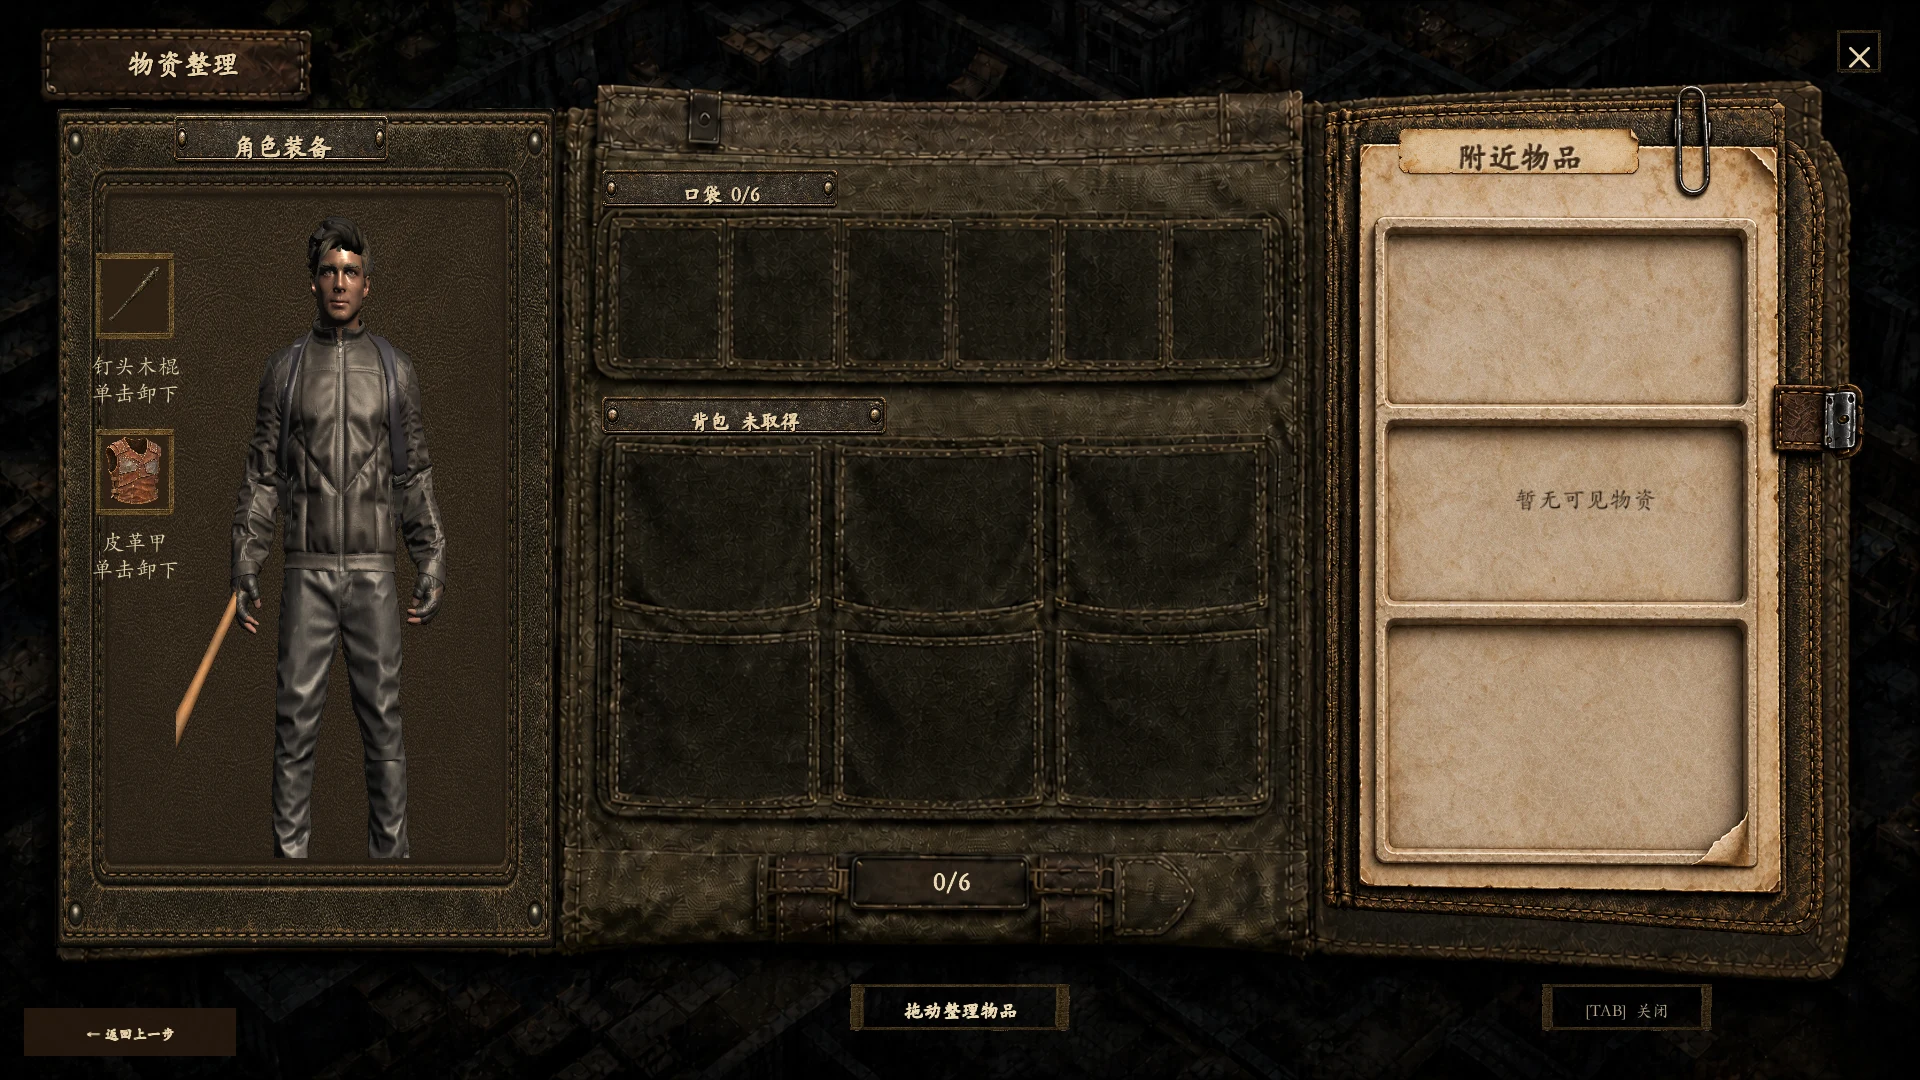 物资整理
角色装备
钉头木棍
单击卸下
皮革甲
单击卸下
口袋 0/6
背包 未取得
0/6
附近物品
暂无可见物资
← 返回上一步
拖动整理物品
[TAB] 关闭